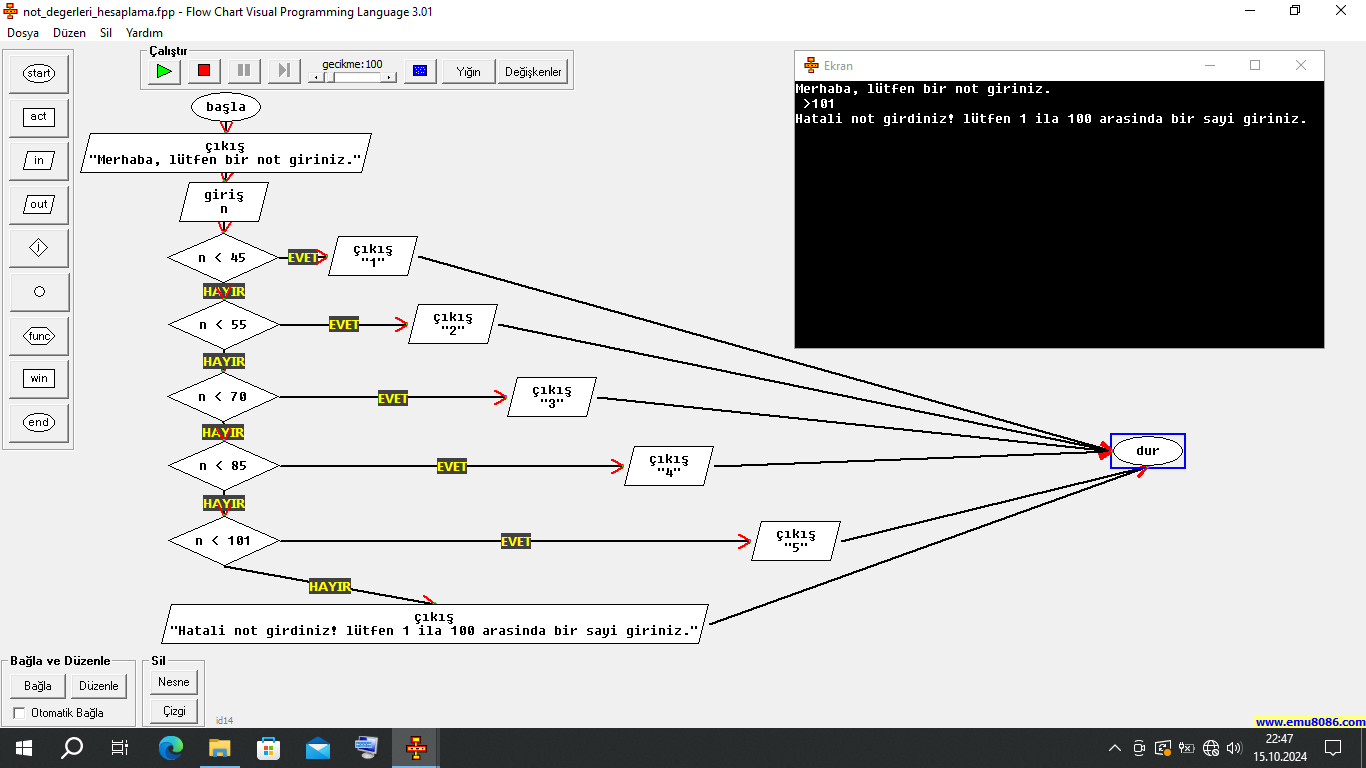 not_degerleri_hesaplama.fpp - Flow Chart Visual Programming Language 3.01
Dosya Düzen Sil Yardım
Çalıştır
gecikme:100
Yığın
Değişkenler
start
act
in
out
j
func
win
end
başla
çıkış
"Merhaba, lütfen bir not giriniz."
giriş
n
n < 45
EVET
çıkış
"1"
HAYIR
n < 55
EVET
çıkış
"2"
HAYIR
n < 70
EVET
çıkış
"3"
HAYIR
n < 85
EVET
çıkış
"4"
HAYIR
n < 101
EVET
çıkış
"5"
HAYIR
çıkış
"Hatali not girdiniz! lütfen 1 ila 100 arasinda bir sayi giriniz."
dur
Ekran
Merhaba, lütfen bir not giriniz.
>101
Hatali not girdiniz! lütfen 1 ila 100 arasinda bir sayi giriniz.
Bağla ve Düzenle
Bağla
Düzenle
Otomatik Bağla
Sil
Nesne
Çizgi
id14
www.emu8086.com
22:47
15.10.2024